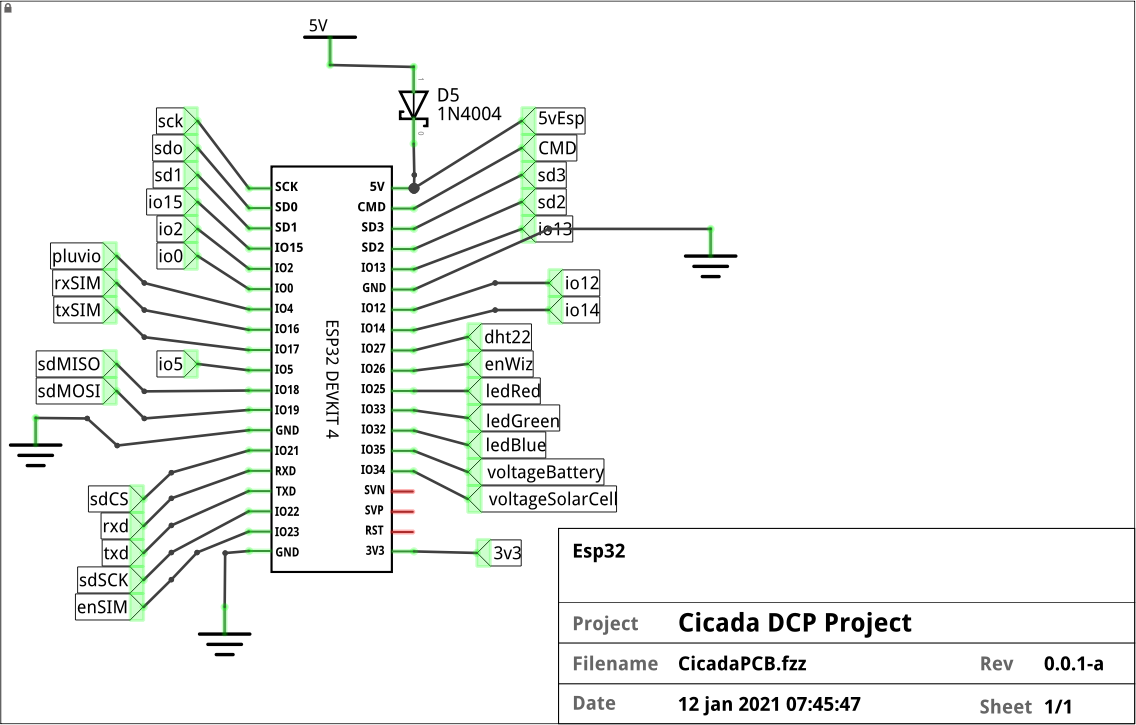 5V
D5
1N4004
sck
sdo
sd1
io15
io2
io0
pluvio
rxSIM
txSIM
sdMISO
io5
sdMOSI
sdCS
rxd
txd
sdSCK
enSIM
SCK
SD0
SD1
IO15
IO2
IO0
IO4
IO16
IO17
IO5
IO18
IO19
GND
IO21
RXD
TXD
IO22
IO23
GND
ESP32 DEVKIT 4
5V
CMD
SD3
SD2
IO13
GND
IO12
IO14
IO27
IO26
IO25
IO33
IO32
IO35
IO34
SVN
SVP
RST
3V3
5vEsp
CMD
sd3
sd2
io13
io12
io14
dht22
enWiz
ledRed
ledGreen
ledBlue
voltageBattery
voltageSolarCell
3v3
Esp32
Project Cicada DCP Project
Filename CicadaPCB.fzz Rev 0.0.1-a
Date 12 jan 2021 07:45:47 Sheet 1/1